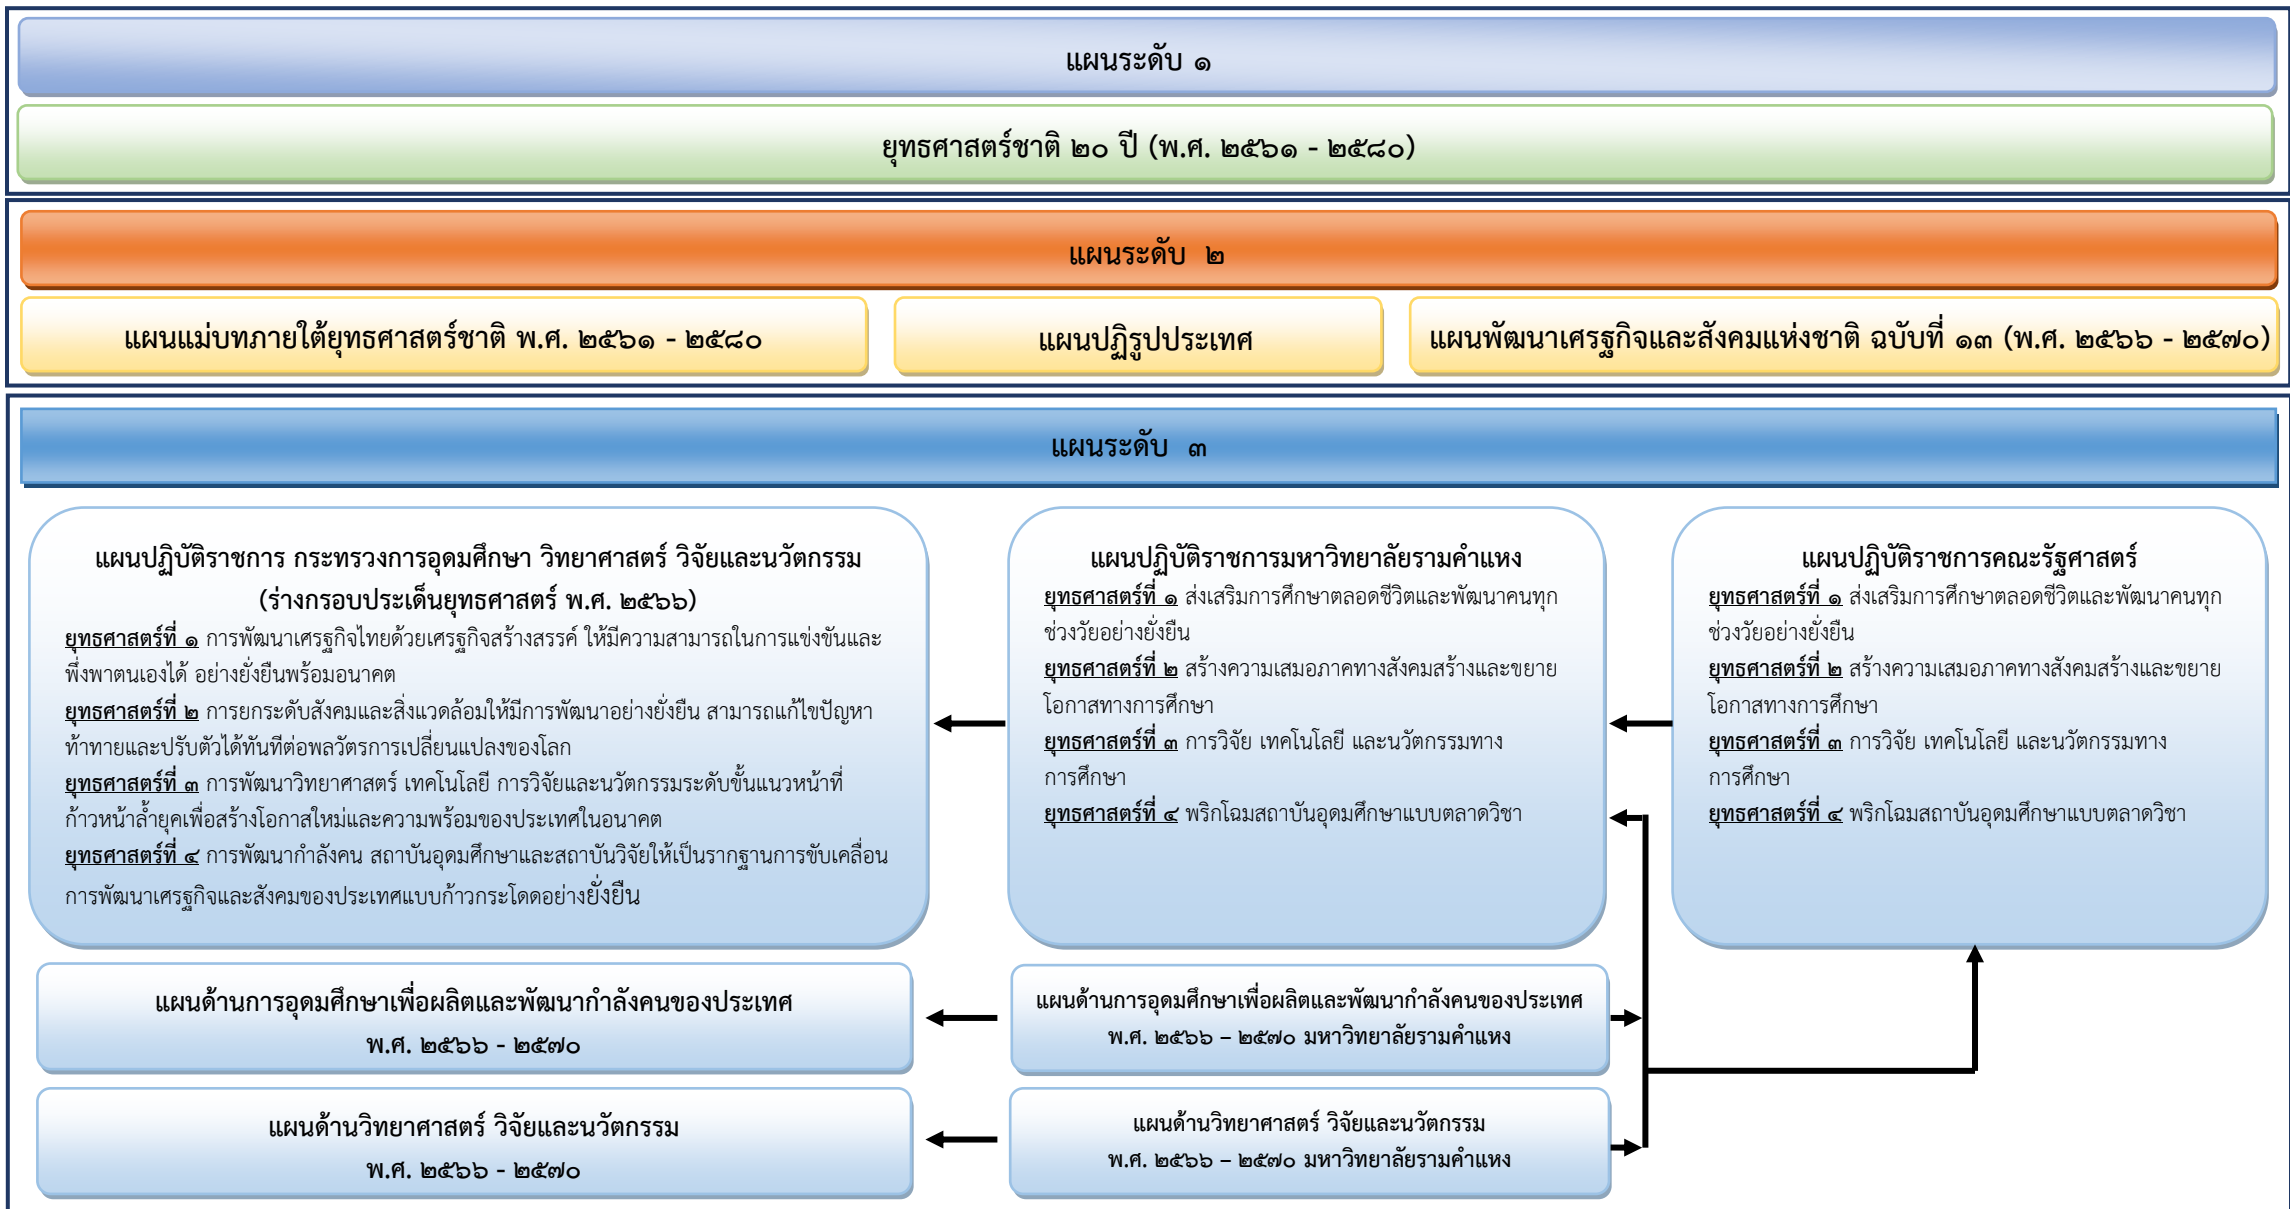 แผนระดับ ๑
ยุทธศาสตร์ชาติ ๒๐ ปี (พ.ศ. ๒๕๖๑ - ๒๕๘๐)
แผนระดับ ๒
แผนแม่บทภายใต้ยุทธศาสตร์ชาติ พ.ศ. ๒๕๖๑ - ๒๕๘๐
แผนปฏิรูปประเทศ
แผนพัฒนาเศรฐกิจและสังคมแห่งชาติ ฉบับที่ ๑๓ (พ.ศ. ๒๕๖๖ - ๒๕๗๐)
แผนระดับ ๓
แผนปฏิบัติราชการ กระทรวงการอุดมศึกษา วิทยาศาสตร์ วิจัยและนวัตกรรม
(ร่างกรอบประเด็นยุทธศาสตร์ พ.ศ. ๒๕๖๖)
ยุทธศาสตร์ที่ ๑ การพัฒนาเศรฐกิจไทยด้วยเศรฐกิจสร้างสรรค์ ให้มีความสามารถในการแข่งขันและ
พึ่งพาตนเองได้ อย่างยั่งยืนพร้อมอนาคต
ยุทธศาสตร์ที่ ๒ การยกระดับสังคมและสิ่งแวดล้อมให้มีการพัฒนาอย่างยั่งยืน สามารถแก้ไขปัญหา
ท้าทายและปรับตัวได้ทันทีต่อพลวัตรการเปลี่ยนแปลงของโลก
ยุทธศาสตร์ที่ ๓ การพัฒนาวิทยาศาสตร์ เทคโนโลยี การวิจัยและนวัตกรรมระดับขั้นแนวหน้าที่
ก้าวหน้าล้ำยุคเพื่อสร้างโอกาสใหม่และความพร้อมของประเทศในอนาคต
ยุทธศาสตร์ที่ ๔ การพัฒนากำลังคน สถาบันอุดมศึกษาและสถาบันวิจัยให้เป็นรากฐานการขับเคลื่อน
การพัฒนาเศรฐกิจและสังคมของประเทศแบบก้าวกระโดดอย่างยั่งยืน
แผนปฏิบัติราชการมหาวิทยาลัยรามคำแหง
ยุทธศาสตร์ที่ ๑ ส่งเสริมการศึกษาตลอดชีวิตและพัฒนาคนทุก
ช่วงวัยอย่างยั่งยืน
ยุทธศาสตร์ที่ ๒ สร้างความเสมอภาคทางสังคมสร้างและขยาย
โอกาสทางการศึกษา
ยุทธศาสตร์ที่ ๓ การวิจัย เทคโนโลยี และนวัตกรรมทาง
การศึกษา
ยุทธศาสตร์ที่ ๔ พริกโฉมสถาบันอุดมศึกษาแบบตลาดวิชา
แผนปฏิบัติราชการคณะรัฐศาสตร์
ยุทธศาสตร์ที่ ๑ ส่งเสริมการศึกษาตลอดชีวิตและพัฒนาคนทุก
ช่วงวัยอย่างยั่งยืน
ยุทธศาสตร์ที่ ๒ สร้างความเสมอภาคทางสังคมสร้างและขยาย
โอกาสทางการศึกษา
ยุทธศาสตร์ที่ ๓ การวิจัย เทคโนโลยี และนวัตกรรมทาง
การศึกษา
ยุทธศาสตร์ที่ ๔ พริกโฉมสถาบันอุดมศึกษาแบบตลาดวิชา
แผนด้านการอุดมศึกษาเพื่อผลิตและพัฒนากำลังคนของประเทศ
พ.ศ. ๒๕๖๖ - ๒๕๗๐
แผนด้านการอุดมศึกษาเพื่อผลิตและพัฒนากำลังคนของประเทศ
พ.ศ. ๒๕๖๖ – ๒๕๗๐ มหาวิทยาลัยรามคำแหง
แผนด้านวิทยาศาสตร์ วิจัยและนวัตกรรม
พ.ศ. ๒๕๖๖ - ๒๕๗๐
แผนด้านวิทยาศาสตร์ วิจัยและนวัตกรรม
พ.ศ. ๒๕๖๖ – ๒๕๗๐ มหาวิทยาลัยรามคำแหง